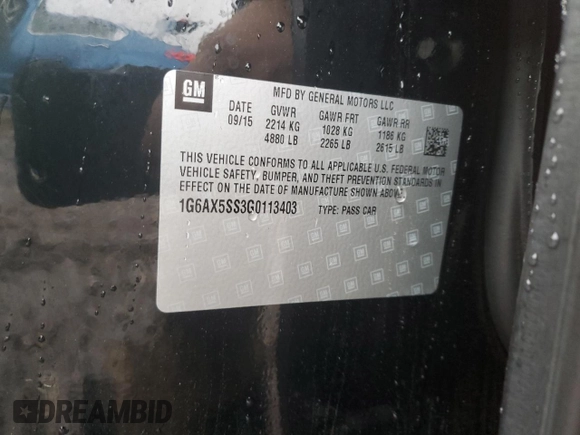 GM
MFD BY GENERAL MOTORS LLC
DATE GVWR GAWR FRT GAWR RR
09/15 2214 KG 1028 KG 1186 KG
4880 LB 2265 LB 2615 LB
THIS VEHICLE CONFORMS TO ALL APPLICABLE U.S. FEDERAL MOTOR
VEHICLE SAFETY, BUMPER, AND THEFT PREVENTION STANDARDS IN
EFFECT ON THE DATE OF MANUFACTURE SHOWN ABOVE.
1G6AX5SS3G0113403 TYPE: PASS CAR
DREAMBID